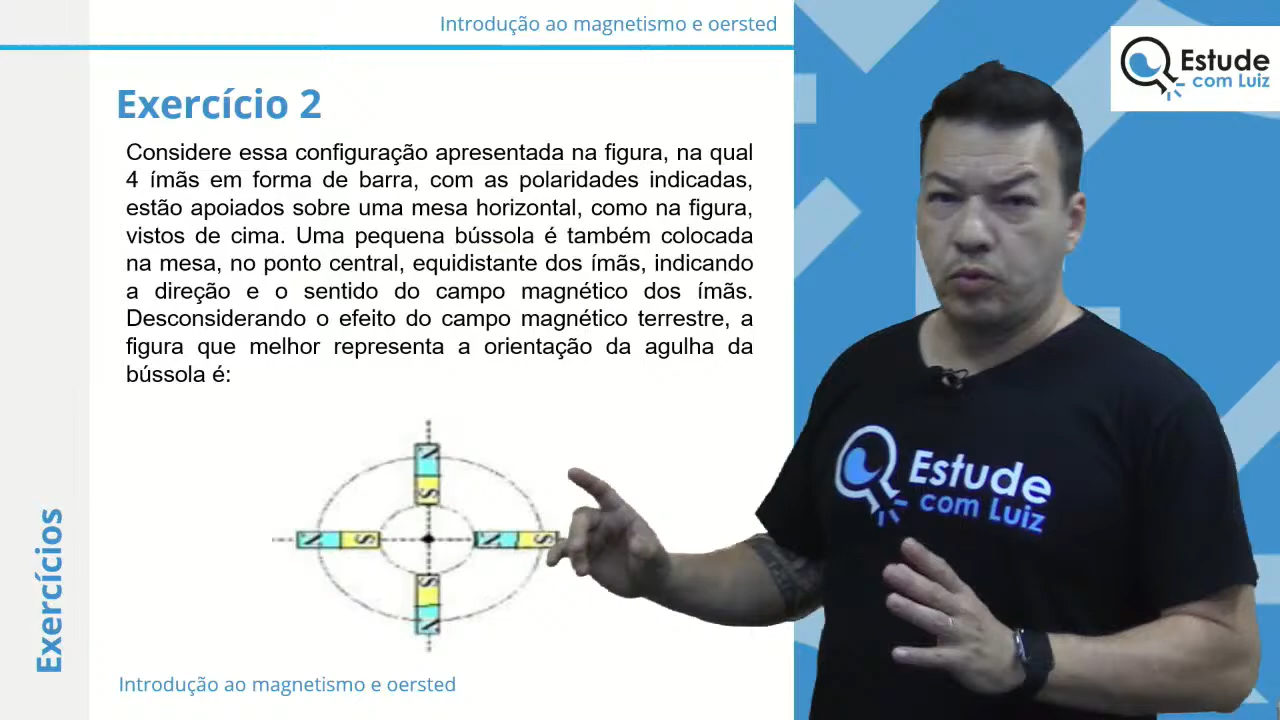 Introdução ao magnetismo e oersted
Estude
com Luiz
Exercício 2
Considere essa configuração apresentada na figura, na qual
4 ímãs em forma de barra, com as polaridades indicadas,
estão apoiados sobre uma mesa horizontal, como na figura,
vistos de cima. Uma pequena bússola é também colocada
na mesa, no ponto central, equidistante dos ímãs, indicando
a direção e o sentido do campo magnético dos ímãs.
Desconsiderando o efeito do campo magnético terrestre, a
figura que melhor representa a orientação da agulha da
bússola é:
N
S
N S
N S
S
N
Estude
com Luiz
Exercícios
Introdução ao magnetismo e oersted